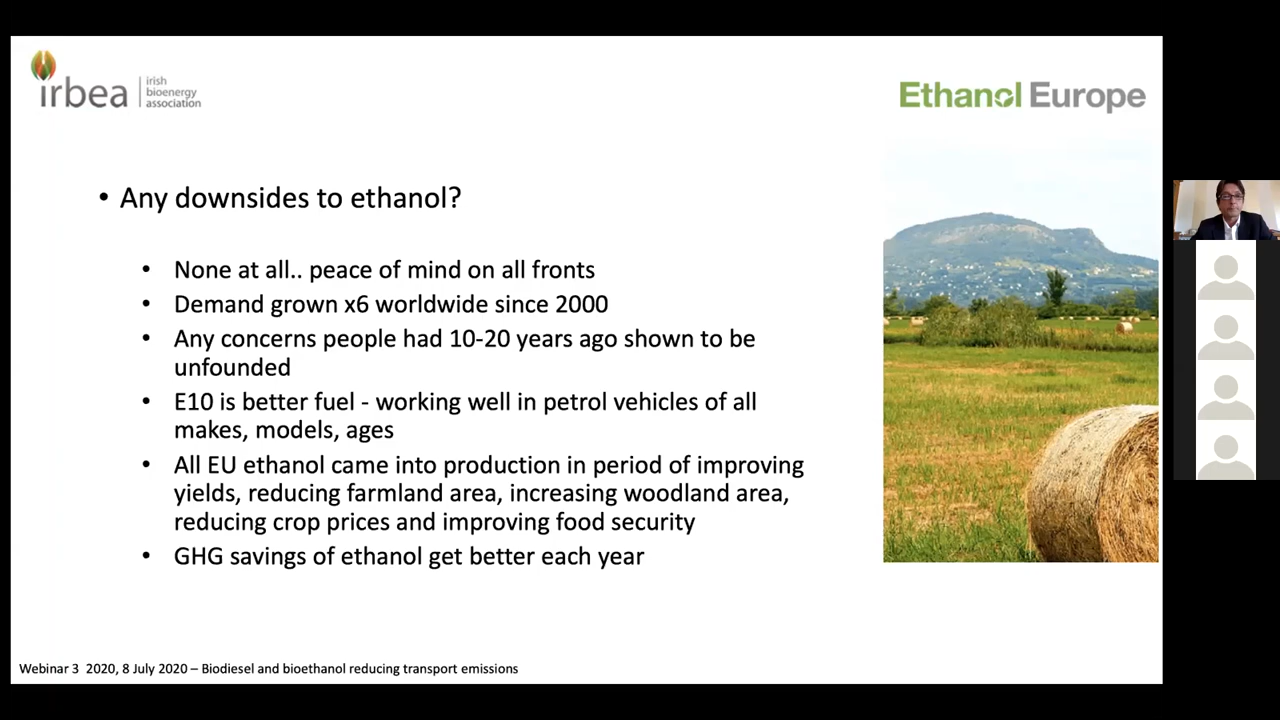 irbea
irish
bioenergy
association
Ethanol Europe
• Any downsides to ethanol?
• None at all.. peace of mind on all fronts
• Demand grown x6 worldwide since 2000
• Any concerns people had 10-20 years ago shown to be
unfounded
• E10 is better fuel - working well in petrol vehicles of all
makes, models, ages
• All EU ethanol came into production in period of improving
yields, reducing farmland area, increasing woodland area,
reducing crop prices and improving food security
• GHG savings of ethanol get better each year
Webinar 3 2020, 8 July 2020 – Biodiesel and bioethanol reducing transport emissions